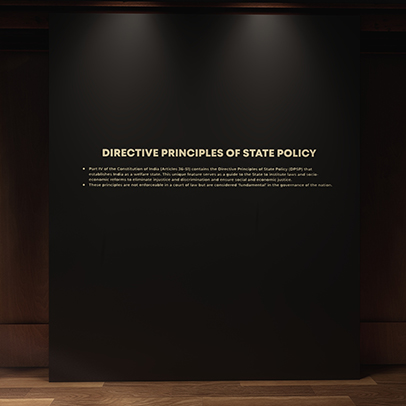 DIRECTIVE PRINCIPLES OF STATE POLICY
• Part IV of the Constitution of India (Articles 36-51) contains the Directive Principles of State Policy (DPSP) that
establishes India as a welfare state. This unique feature serves as a guide to the State to institute laws and socio-
economic reforms to eliminate injustice and discrimination and ensure social and economic justice.
• These principles are not enforceable in a court of law but are considered 'fundamental' in the governance of the nation.